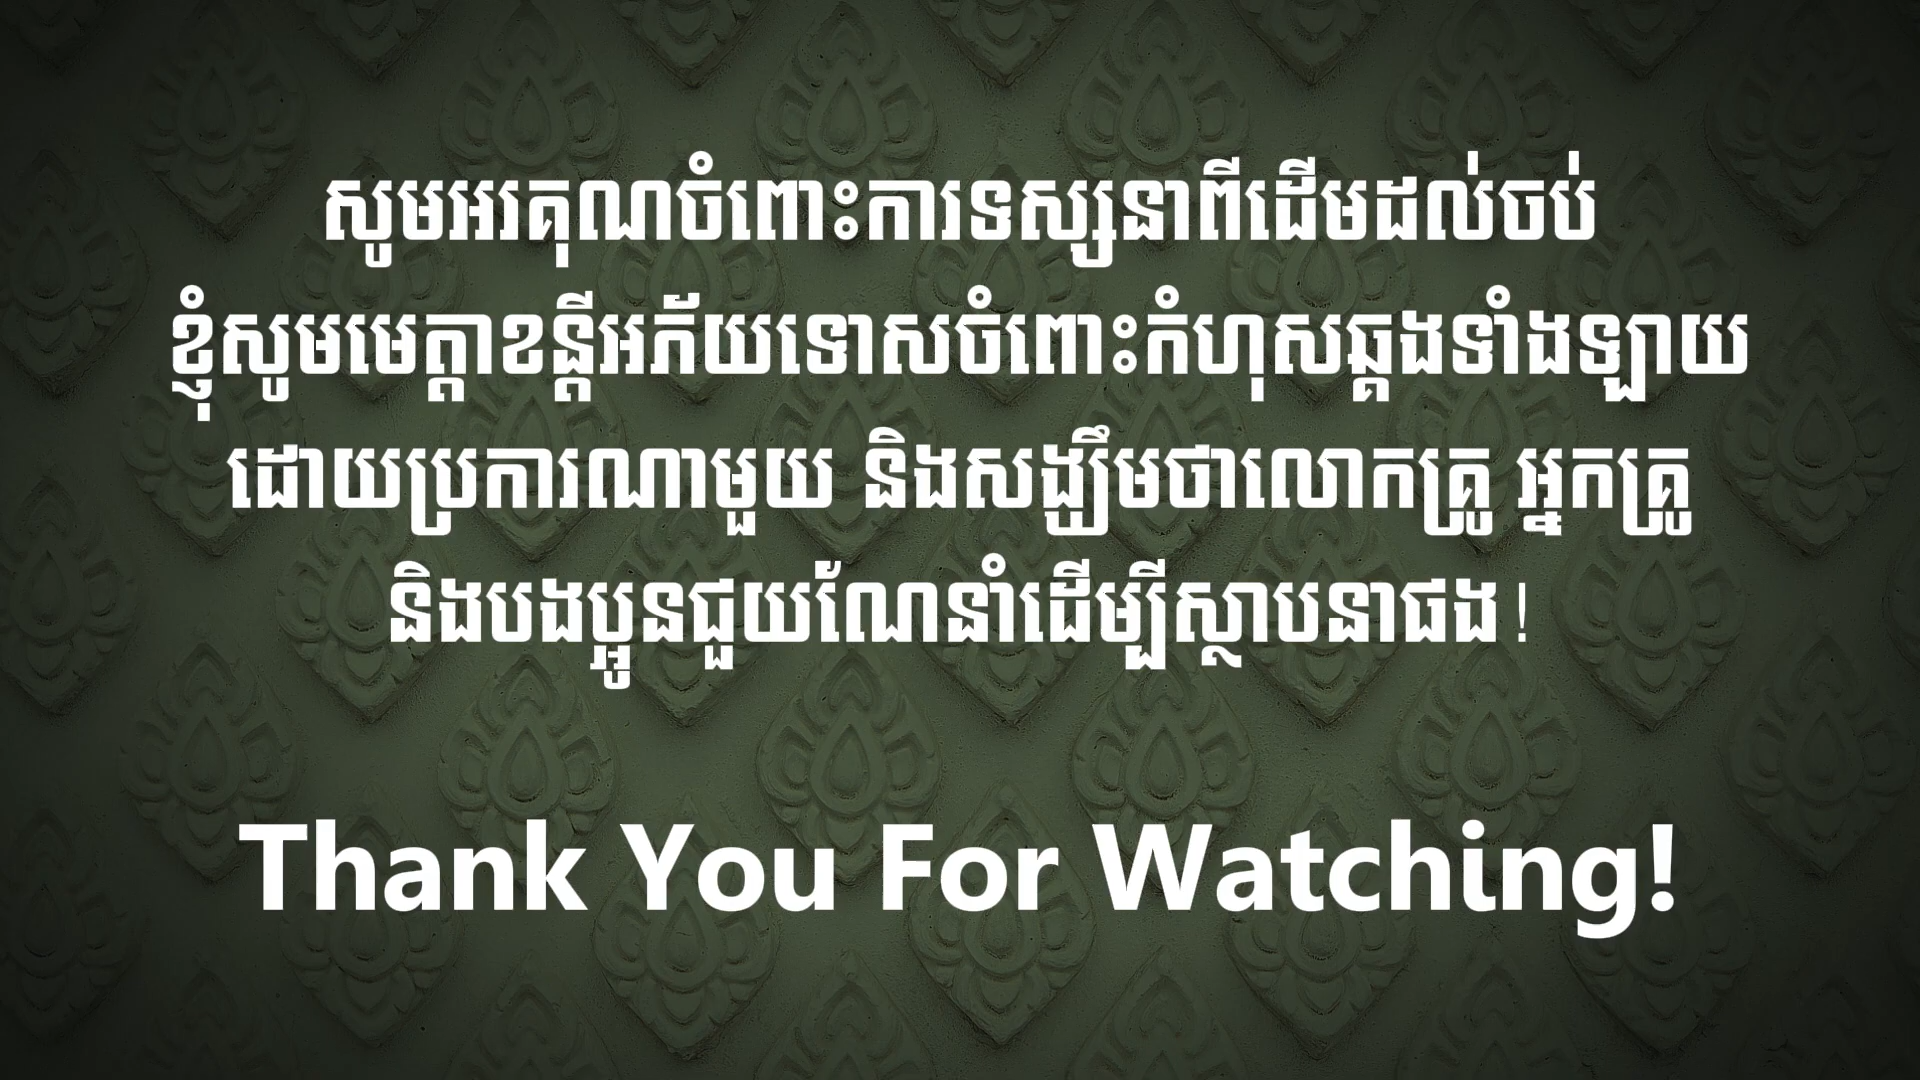 សូមអរគុណចំពោះការទស្សនាពីដើមដល់ចប់
ខ្ញុំសូមមេត្តាខន្តីអភ័យទោសចំពោះកំហុសឆ្គងទាំងឡាយ
ដោយប្រការណាមួយ និងសង្ឃឹមថាលោកគ្រូ អ្នកគ្រូ
និងបងប្អូនជួយណែនាំដើម្បីស្ថាបនាផង!
Thank You For Watching!